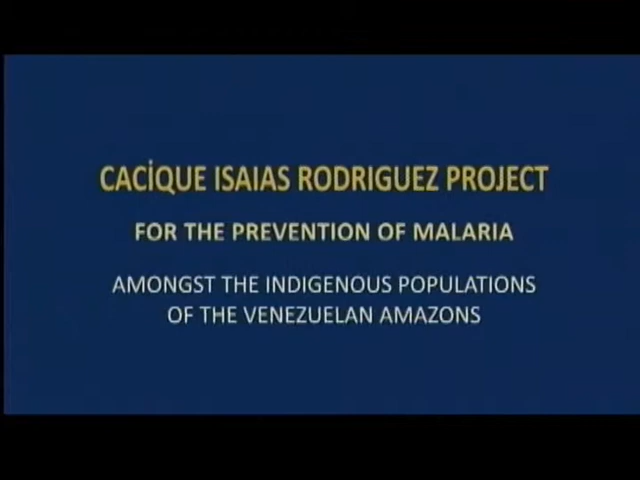 CACİQUE ISAIAS RODRIGUEZ PROJECT
FOR THE PREVENTION OF MALARIA
AMONGST THE INDIGENOUS POPULATIONS
OF THE VENEZUELAN AMAZONS